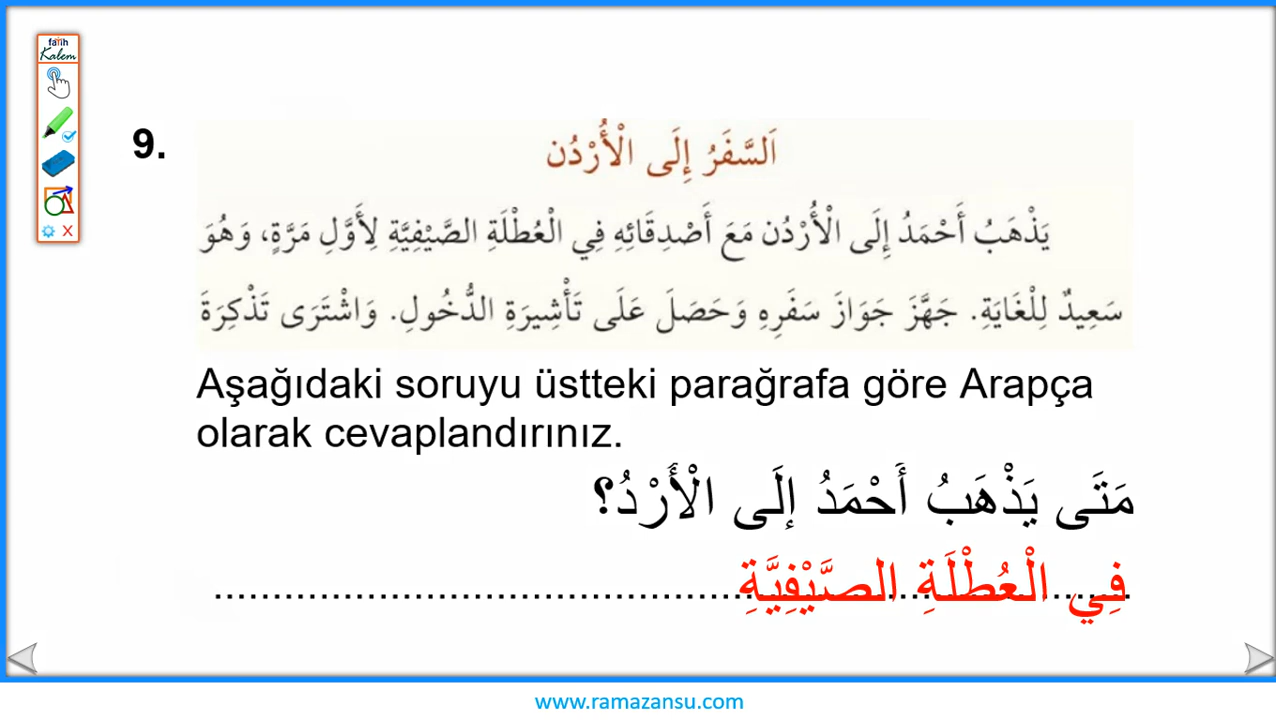 fatih
Kalem
9.
اَلسَّفَرُ إِلَى الْأُرْدُن
يَذْهَبُ أَحْمَدُ إِلَى الْأُرْدُن مَعَ أَصْدِقَائِهِ فِي الْعُطْلَةِ الصَّيْفِيَّةِ لِأَوَّلِ مَرَّةٍ، وَهُوَ
سَعِيدٌ لِلْغَايَةِ. جَهَّزَ جَوَازَ سَفَرِهِ وَحَصَلَ عَلَى تَأْشِيرَةِ الدُّخُولِ. وَاشْتَرَى تَذْكِرَةَ
Aşağıdaki soruyu üstteki parağrafa göre Arapça
olarak cevaplandırınız.
مَتَى يَذْهَبُ أَحْمَدُ إِلَى الْأَرْدُ؟
فِي الْعُطْلَةِ الصَّيْفِيَّةِ
www.ramazansu.com